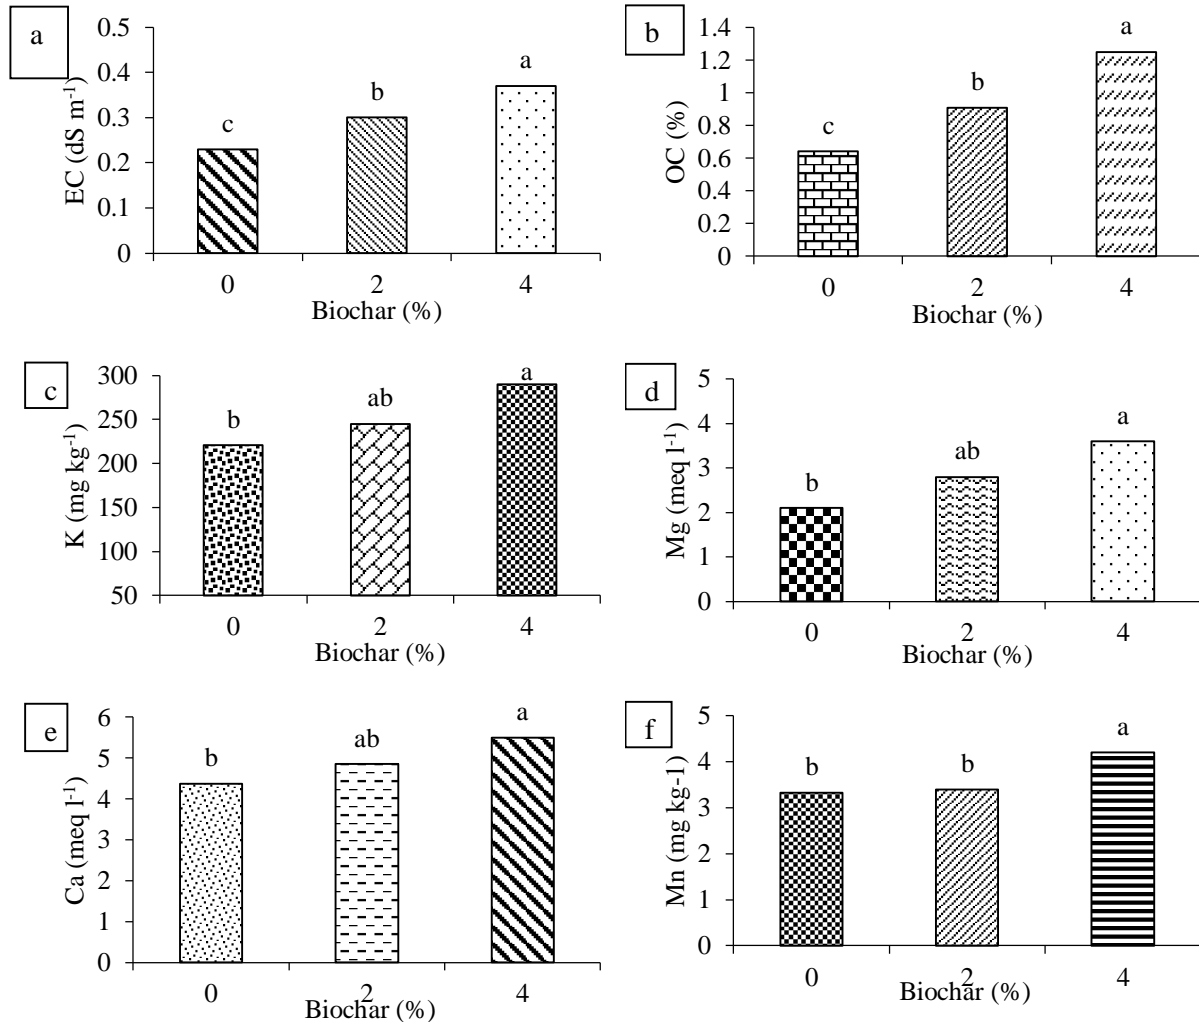 a
EC (dS m⁻¹)
0.5
0.4
0.3
0.2
0.1
0
c
b
a
0 2 4
Biochar (%)
b
OC (%)
1.4
1.2
1
0.8
0.6
0.4
0.2
0
c
b
a
0 2 4
Biochar (%)
c
K (mg kg⁻¹)
300
250
200
150
100
50
b
ab
a
0 2 4
Biochar (%)
d
Mg (meq l⁻¹)
5
4
3
2
1
0
b
ab
a
0 2 4
Biochar (%)
e
Ca (meq l⁻¹)
6
5
4
3
2
1
0
b
ab
a
0 2 4
Biochar (%)
f
Mn (mg kg-1)
5
4
3
2
1
0
b
b
a
0 2 4
Biochar (%)